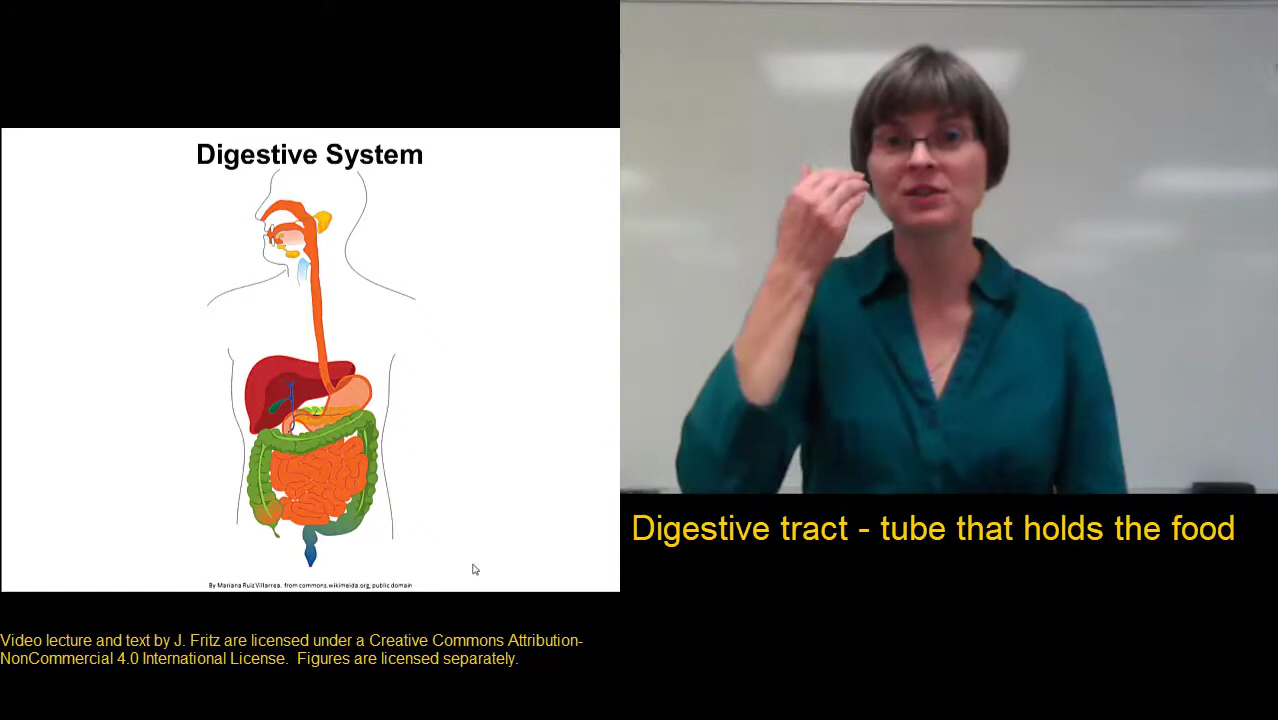 Digestive System
By Mariana Ruiz Villarrea. from commons.wikimeida.org, public domain
Digestive tract - tube that holds the food
Video lecture and text by J. Fritz are licensed under a Creative Commons Attribution-
NonCommercial 4.0 International License. Figures are licensed separately.